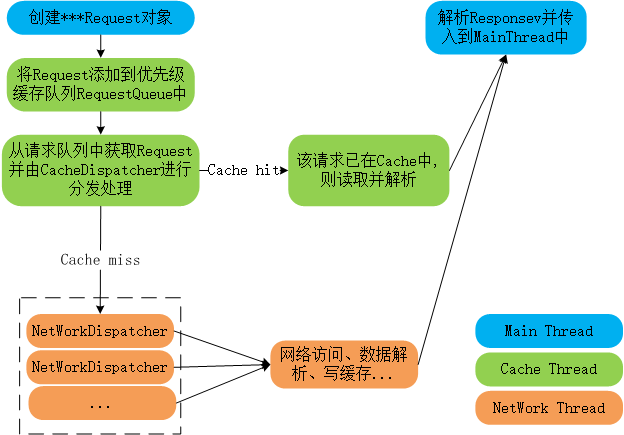 创建***Request对象
解析Responsev并传
入到MainThread中
将Request添加到优先级
缓存队列RequestQueue中
从请求队列中获取Request
并由CacheDispatcher进行
分发处理
Cache hit
该请求已在Cache中,
则读取并解析
Cache miss
NetWorkDispatcher
NetWorkDispatcher
...
网络访问、数据解
析、写缓存...
Main Thread
Cache Thread
NetWork Thread